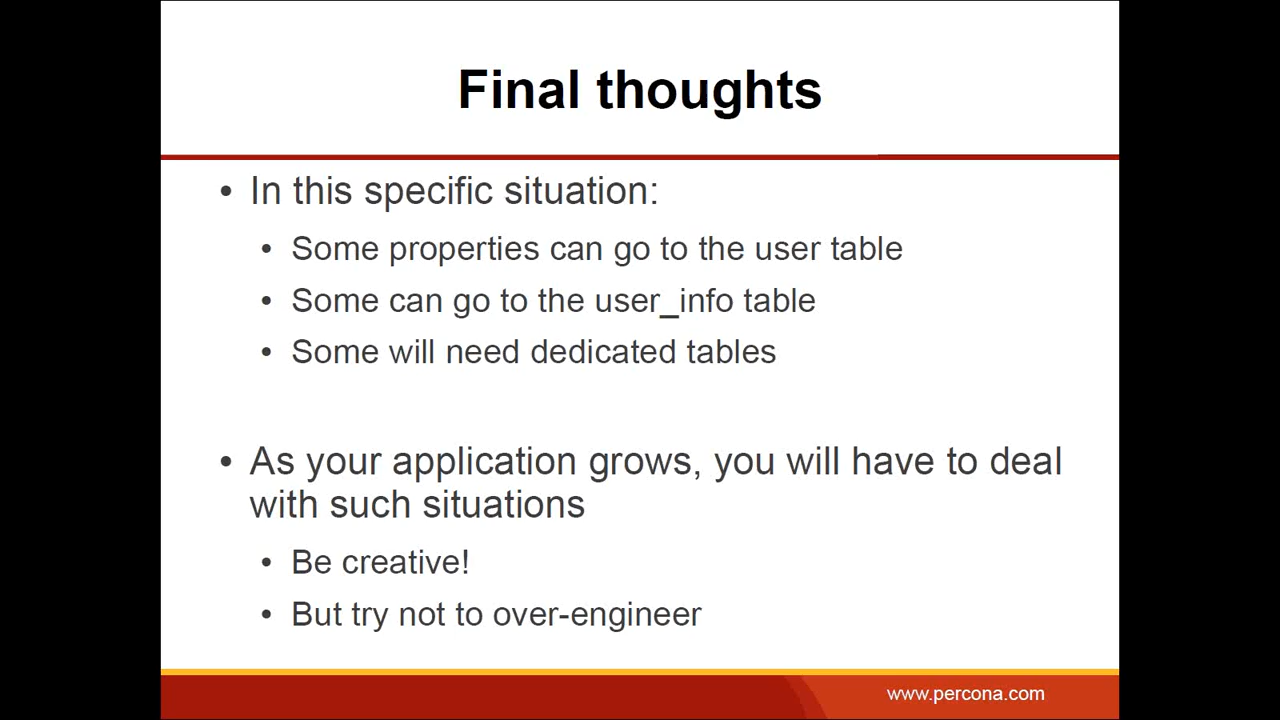 Final thoughts
• In this specific situation:
• Some properties can go to the user table
• Some can go to the user_info table
• Some will need dedicated tables
• As your application grows, you will have to deal
with such situations
• Be creative!
• But try not to over-engineer
www.percona.com